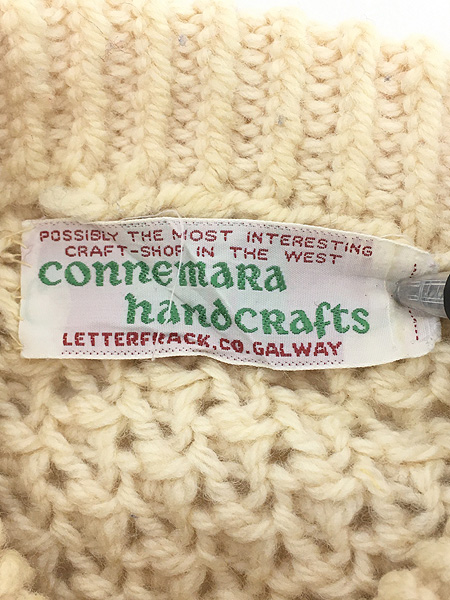 POSSIBLY THE MOST INTERESTING
CRAFT-SHOP IN THE WEST
connemara
handcrafts
LETTERFRACK.CO.GALWAY